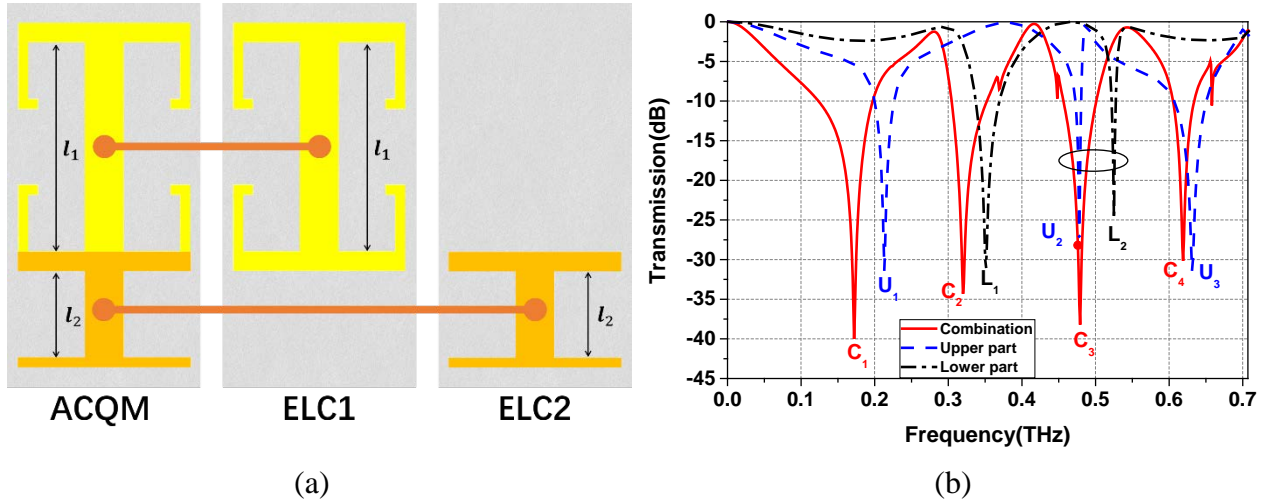 l₁
l₁
l₂
l₂
ACQM
ELC1
ELC2
(a)
Transmission(dB)
0
-5
-10
-15
-20
-25
-30
-35
-40
-45
U₂
L₂
U₁
C₂
L₁
C₄
U₃
C₁
C₃
Combination
Upper part
Lower part
0.0 0.1 0.2 0.3 0.4 0.5 0.6 0.7
Frequency(THz)
(b)